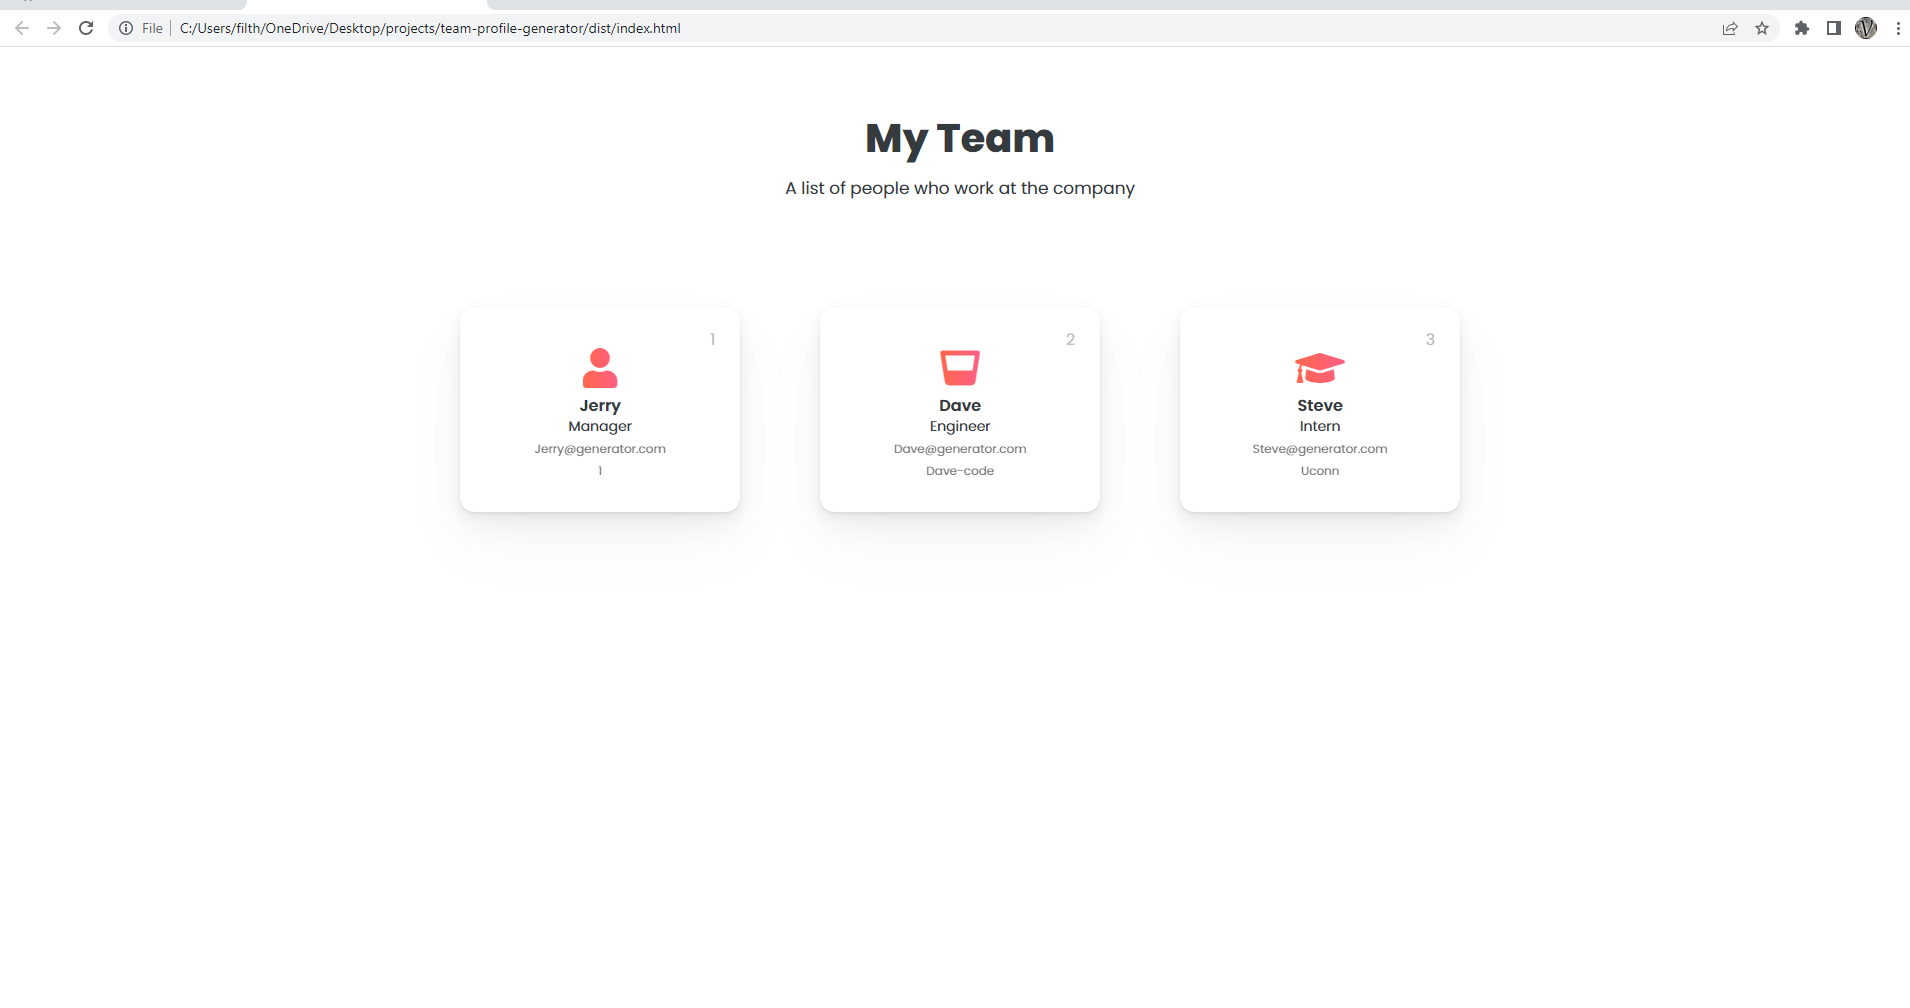 File C:/Users/filth/OneDrive/Desktop/projects/team-profile-generator/dist/index.html
My Team
A list of people who work at the company
1
Jerry
Manager
Jerry@generator.com
1
2
Dave
Engineer
Dave@generator.com
Dave-code
3
Steve
Intern
Steve@generator.com
Uconn